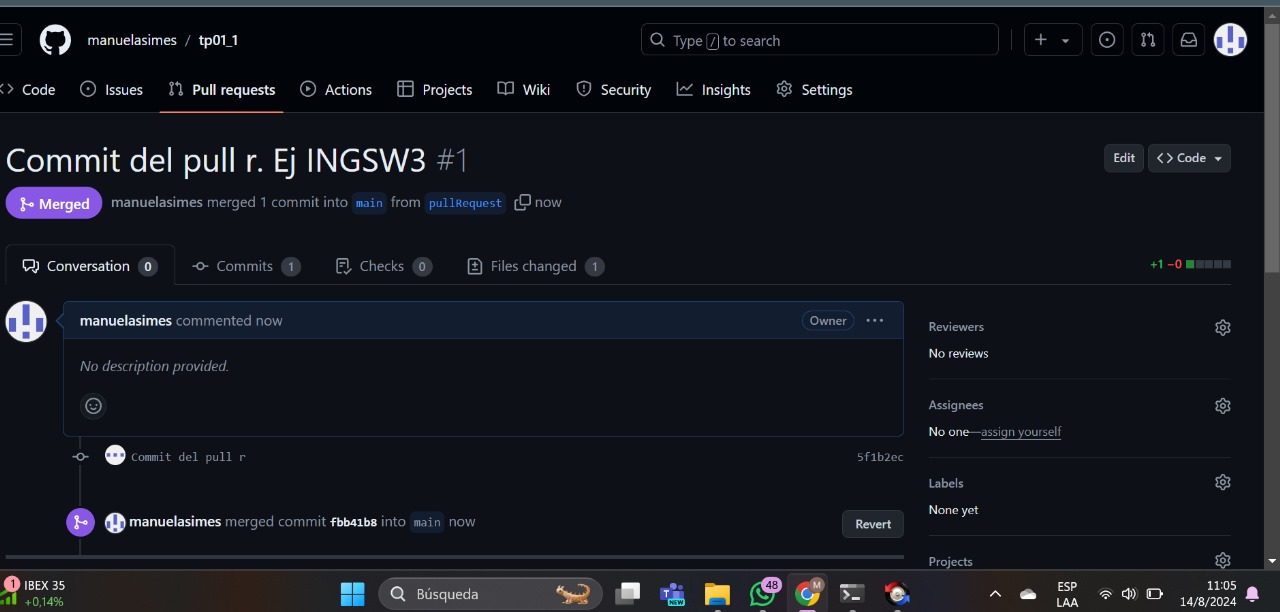 manuelasimes / tp01_1
Type / to search
Code Issues Pull requests Actions Projects Wiki Security Insights Settings
Commit del pull r. Ej INGSW3 #1
Edit <> Code
Merged manuelasimes merged 1 commit into main from pullRequest now
Conversation 0 Commits 1 Checks 0 Files changed 1
+1 −0
manuelasimes commented now
Owner ...
No description provided.
Reviewers
No reviews
Assignees
No one—assign yourself
Commit del pull r 5f1b2ec
Labels
None yet
manuelasimes merged commit fbb41b8 into main now
Revert
Projects
1 IBEX 35
+0,14%
Búsqueda
NEW
48
M
ESP
LAA
11:05
14/8/2024